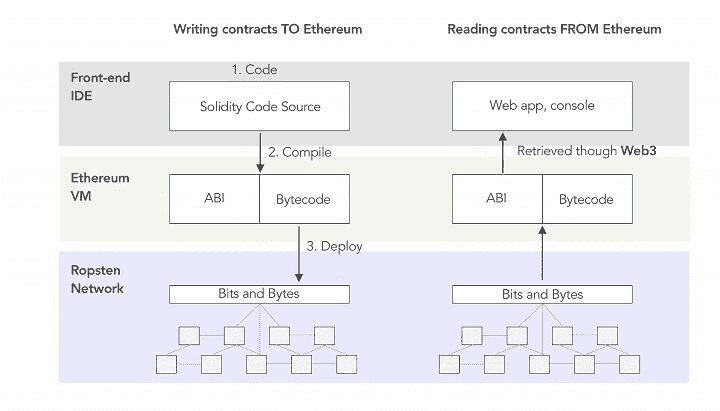 Writing contracts TO Ethereum
Reading contracts FROM Ethereum
Front-end
IDE
1. Code
Solidity Code Source
Web app, console
2. Compile
Retrieved though Web3
Ethereum
VM
ABI
Bytecode
ABI
Bytecode
3. Deploy
Ropsten
Network
Bits and Bytes
Bits and Bytes